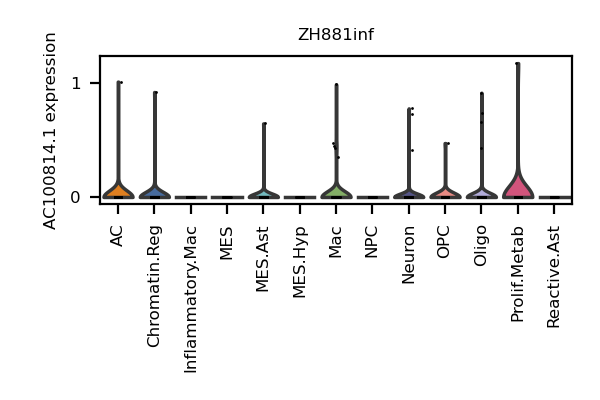 ZH881inf
AC100814.1 expression
1
0
AC
Chromatin.Reg
Inflammatory.Mac
MES
MES.Ast
MES.Hyp
Mac
NPC
Neuron
OPC
Oligo
Prolif.Metab
Reactive.Ast